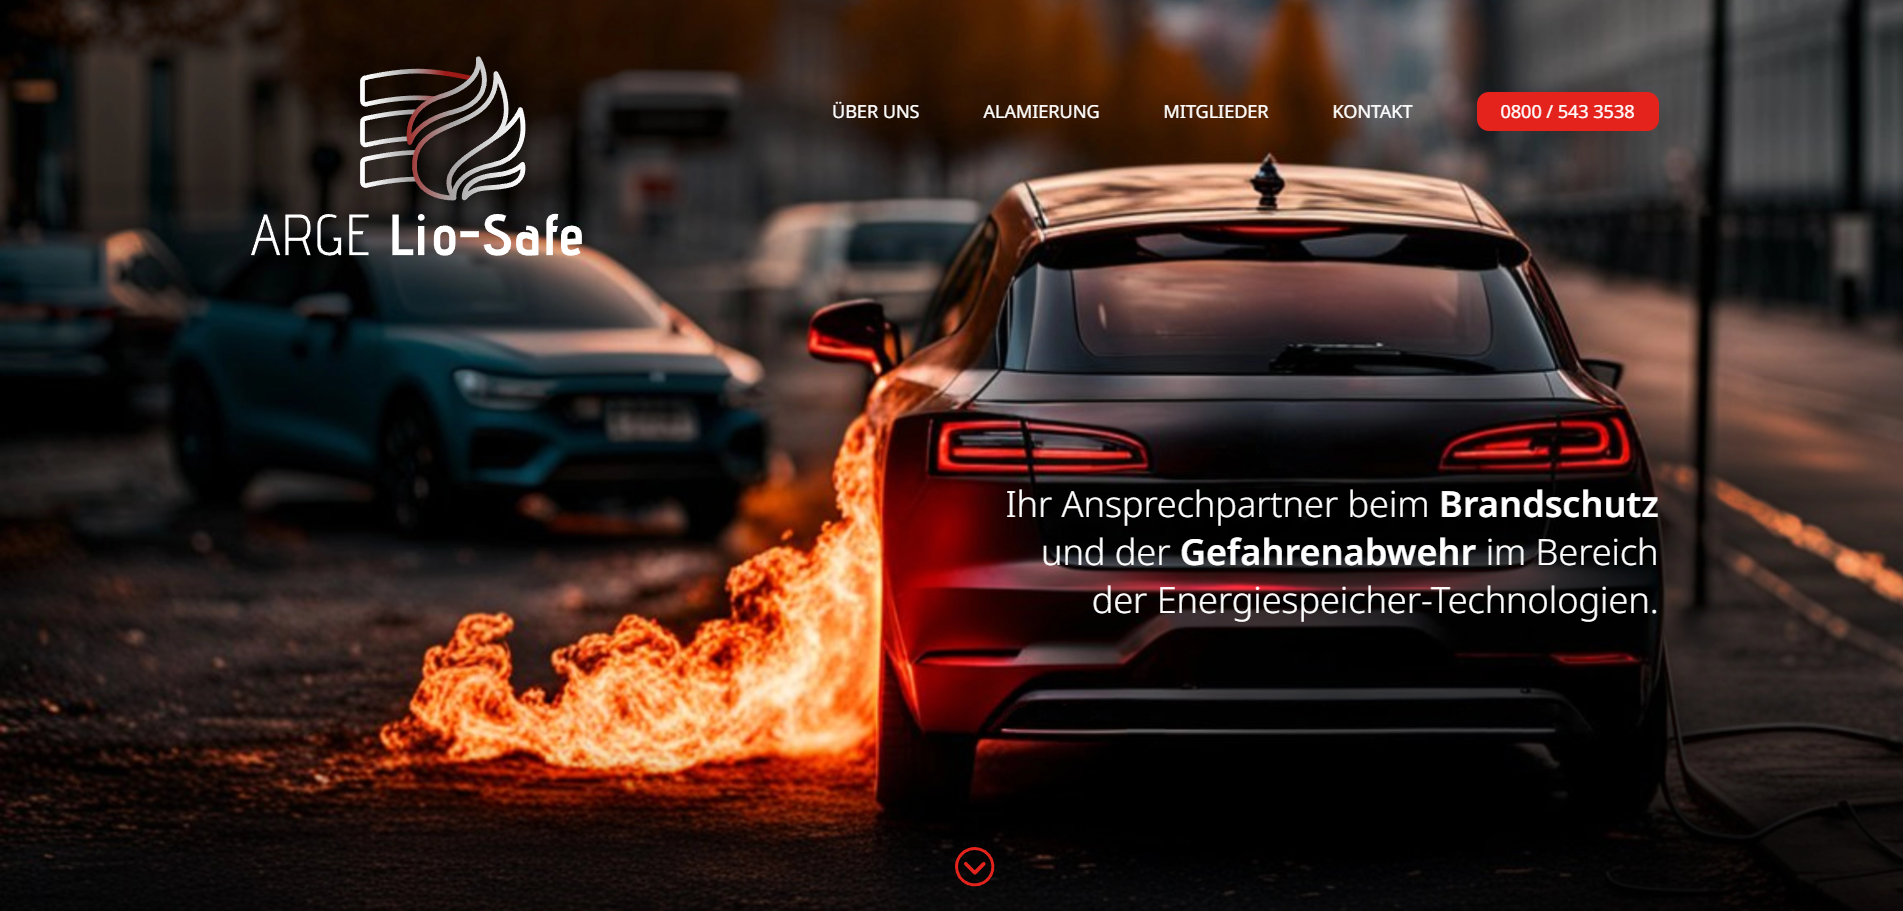 ARGE Lio-Safe
ÜBER UNS
ALAMIERUNG
MITGLIEDER
KONTAKT
0800 / 543 3538
Ihr Ansprechpartner beim Brandschutz
und der Gefahrenabwehr im Bereich
der Energiespeicher-Technologien.